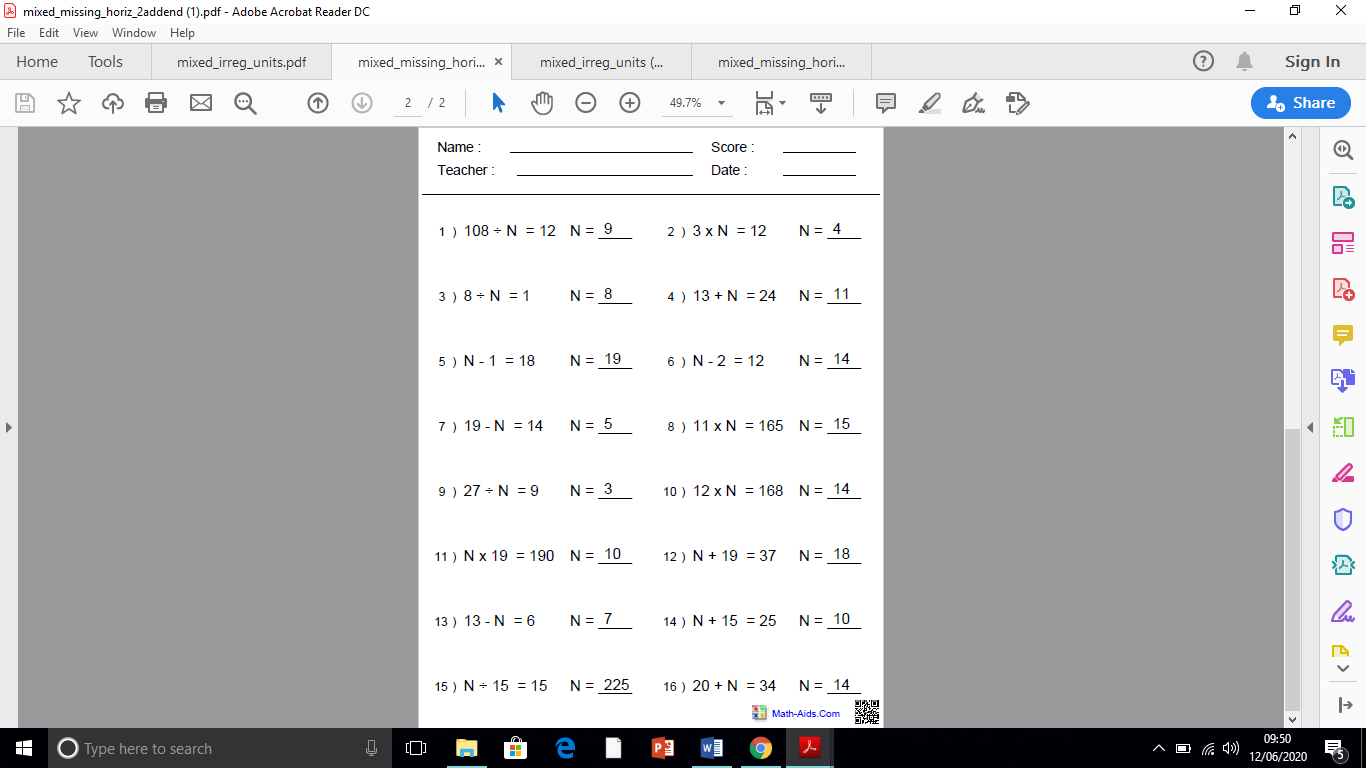 mixed_missing_horiz_2addend (1).pdf - Adobe Acrobat Reader DC
File Edit View Window Help
Home Tools mixed_irreg_units.pdf mixed_missing_hori... × mixed_irreg_units (... mixed_missing_hori... Sign In
2 / 2 49.7% Share
Name : Score :
Teacher : Date :
1 ) 108 ÷ N = 12 N = 9 2 ) 3 x N = 12 N = 4
3 ) 8 ÷ N = 1 N = 8 4 ) 13 + N = 24 N = 11
5 ) N - 1 = 18 N = 19 6 ) N - 2 = 12 N = 14
7 ) 19 - N = 14 N = 5 8 ) 11 x N = 165 N = 15
9 ) 27 ÷ N = 9 N = 3 10 ) 12 x N = 168 N = 14
11 ) N x 19 = 190 N = 10 12 ) N + 19 = 37 N = 18
13 ) 13 - N = 6 N = 7 14 ) N + 15 = 25 N = 10
15 ) N ÷ 15 = 15 N = 225 16 ) 20 + N = 34 N = 14
Math-Aids.Com
Type here to search
09:50
12/06/2020
5